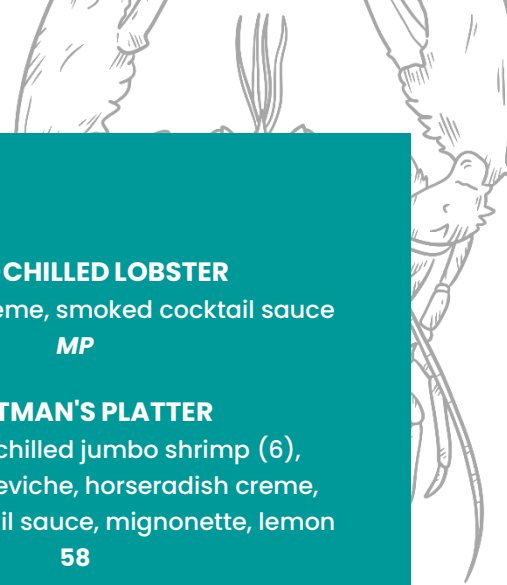 CHILLED LOBSTER
eme, smoked cocktail sauce
MP
TMAN'S PLATTER
chilled jumbo shrimp (6),
eviche, horseradish creme,
il sauce, mignonette, lemon
58